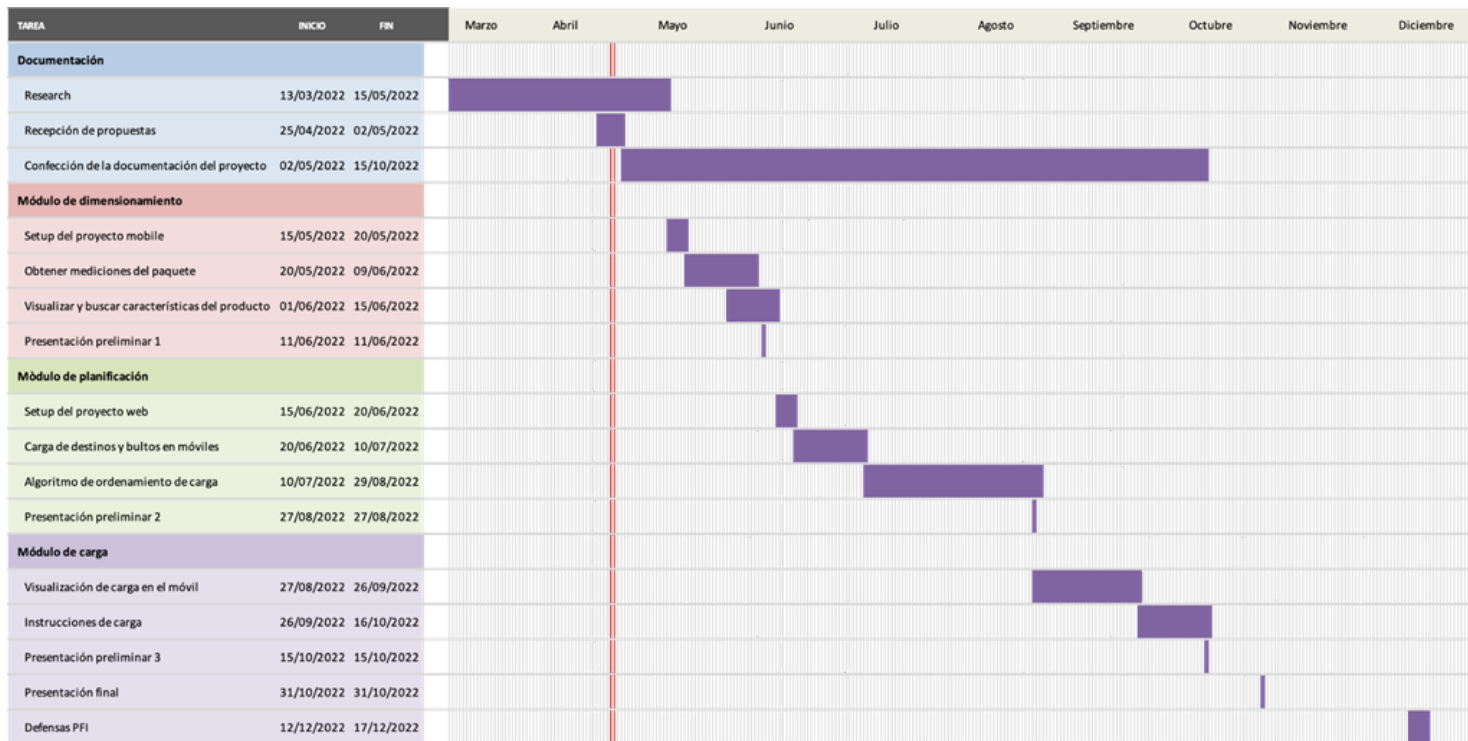 TAREA INICIO FIN Marzo Abril Mayo Junio Julio Agosto Septiembre Octubre Noviembre Diciembre
Documentación
Research 13/03/2022 15/05/2022
Recepción de propuestas 25/04/2022 02/05/2022
Confección de la documentación del proyecto 02/05/2022 15/10/2022
Módulo de dimensionamiento
Setup del proyecto mobile 15/05/2022 20/05/2022
Obtener mediciones del paquete 20/05/2022 09/06/2022
Visualizar y buscar características del producto 01/06/2022 15/06/2022
Presentación preliminar 1 11/06/2022 11/06/2022
Mòdulo de planificación
Setup del proyecto web 15/06/2022 20/06/2022
Carga de destinos y bultos en móviles 20/06/2022 10/07/2022
Algoritmo de ordenamiento de carga 10/07/2022 29/08/2022
Presentación preliminar 2 27/08/2022 27/08/2022
Módulo de carga
Visualización de carga en el móvil 27/08/2022 26/09/2022
Instrucciones de carga 26/09/2022 16/10/2022
Presentación preliminar 3 15/10/2022 15/10/2022
Presentación final 31/10/2022 31/10/2022
Defensas PFI 12/12/2022 17/12/2022